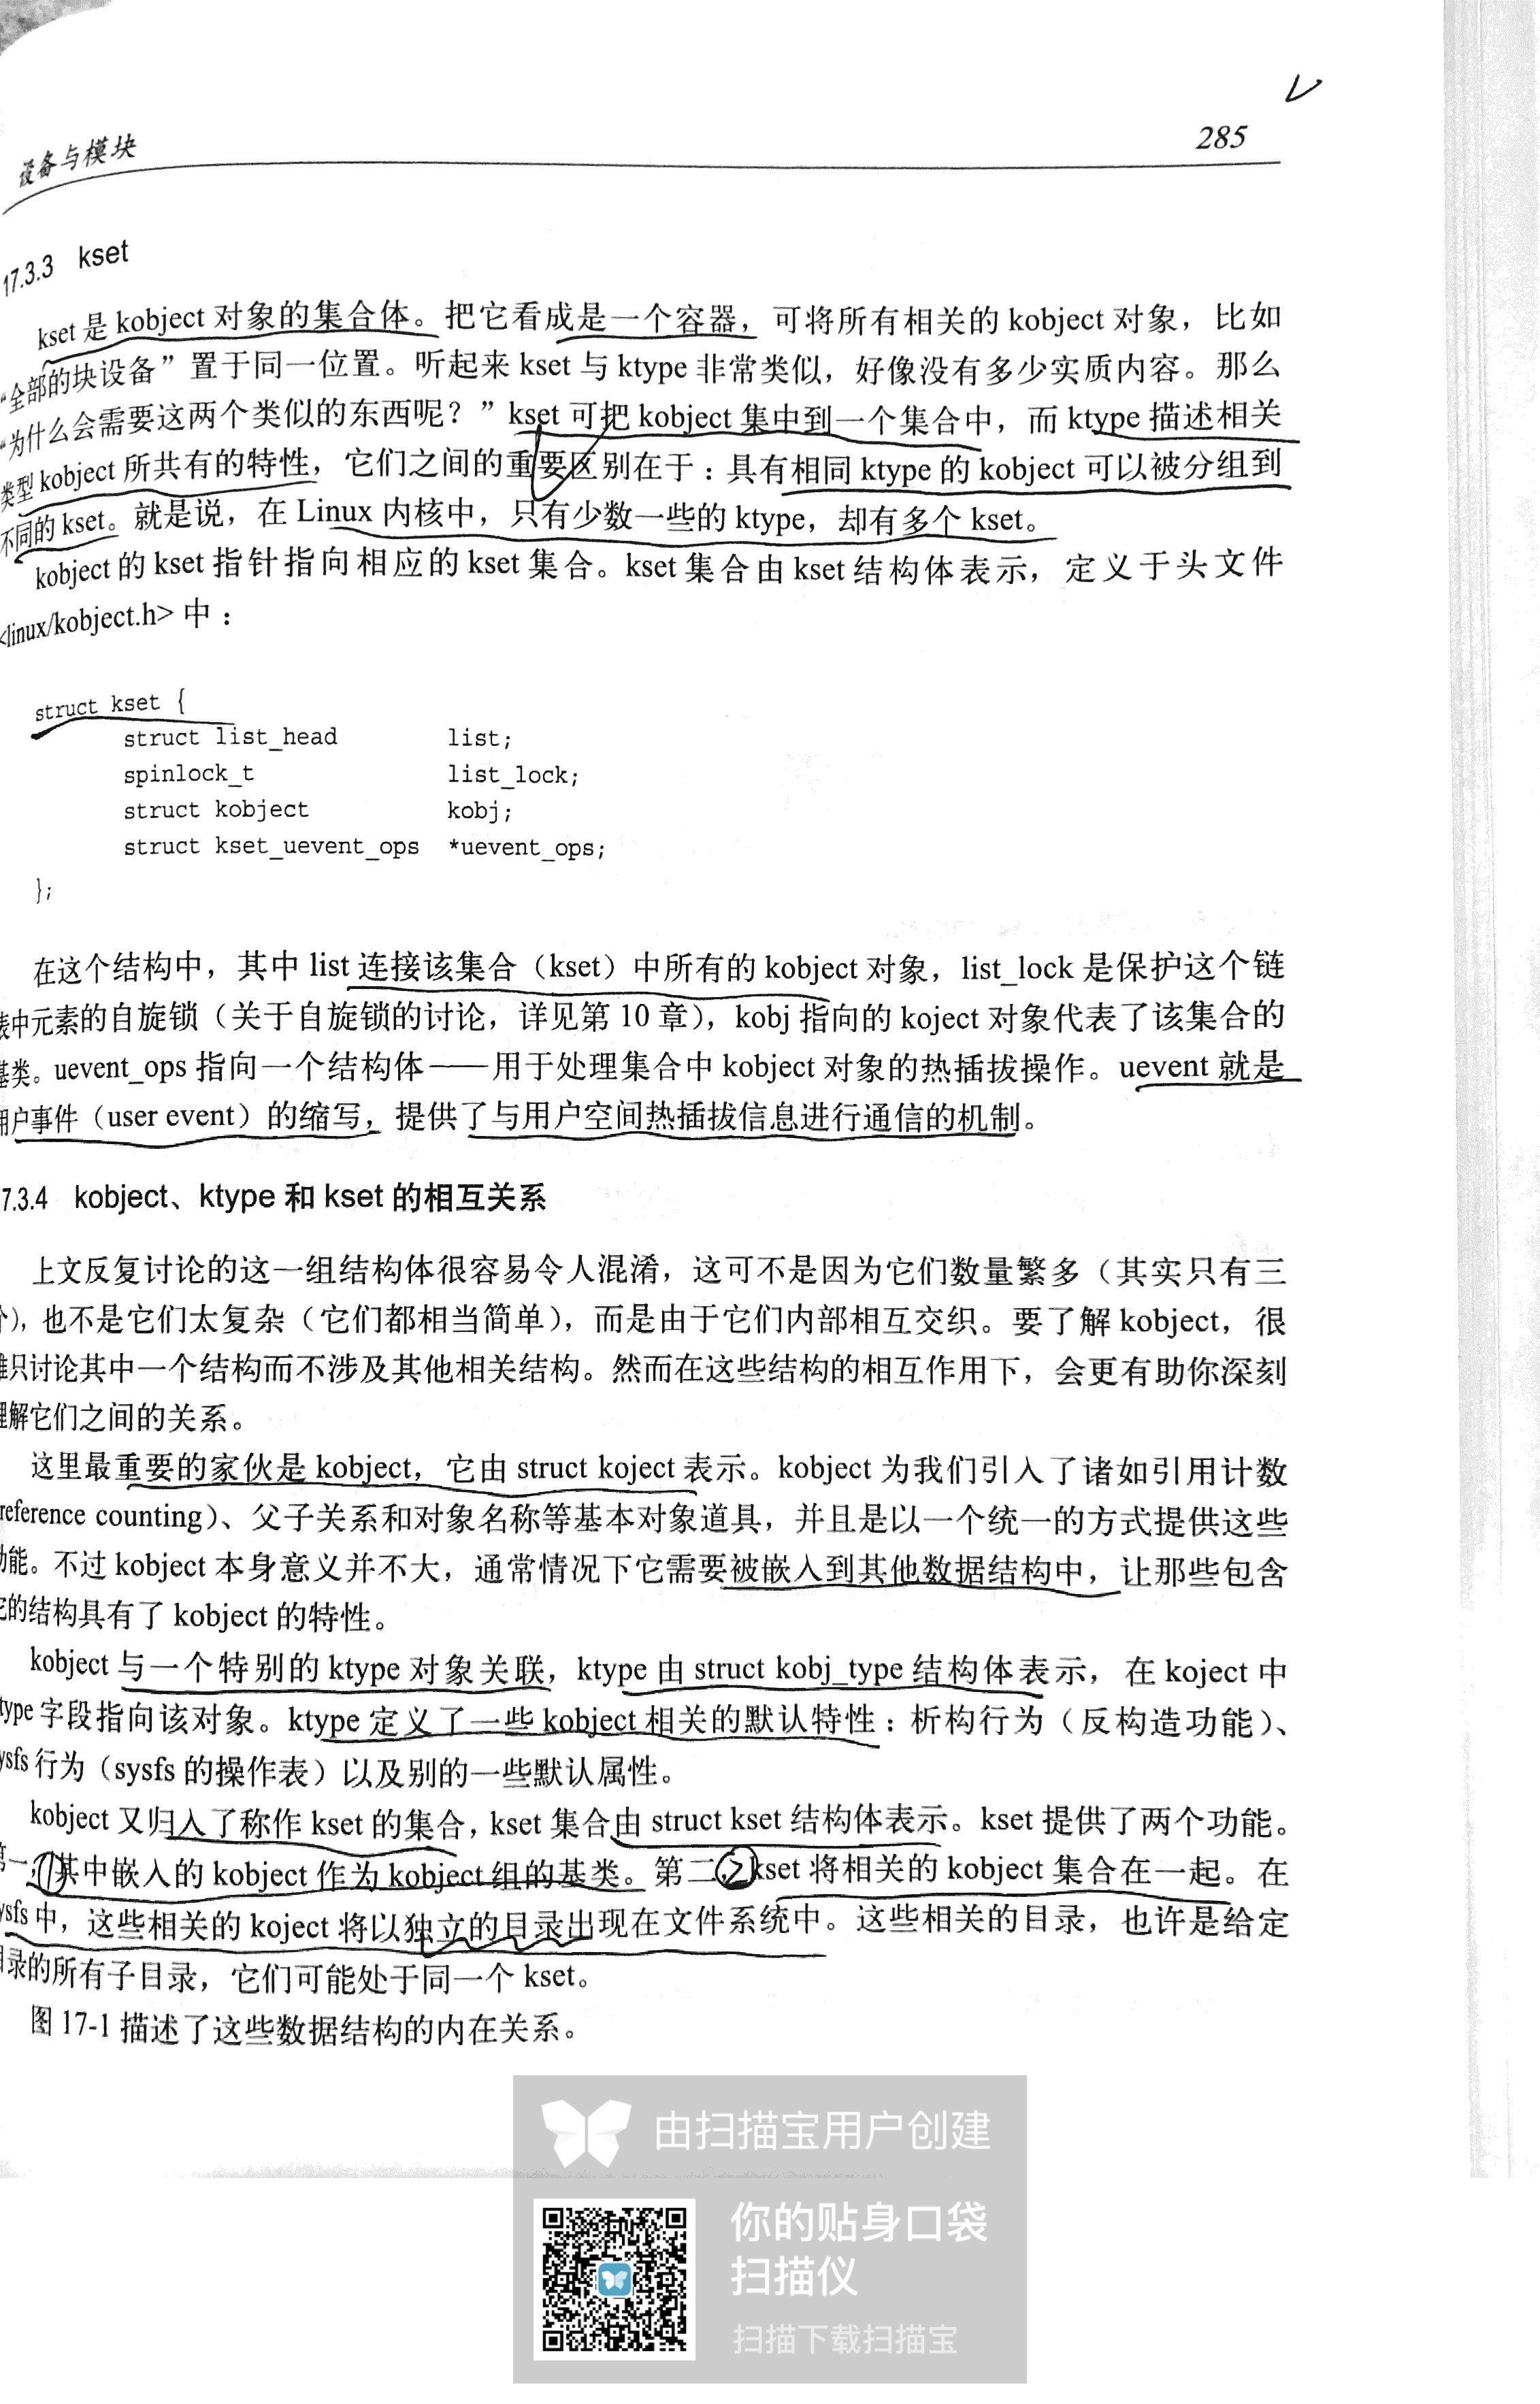 285
设备与模块
17.3.3 kset
kset 是 kobject 对象的集合体。把它看成是一个容器，可将所有相关的 kobject 对象，比如
“全部的块设备”置于同一位置。听起来 kset 与 ktype 非常类似，好像没有多少实质内容。那么
“为什么会需要这两个类似的东西呢？”kset 可把 kobject 集中到一个集合中，而 ktype 描述相关
类型 kobject 所共有的特性，它们之间的重要区别在于：具有相同 ktype 的 kobject 可以被分组到
不同的 kset。就是说，在 Linux 内核中，只有少数一些的 ktype，却有多个 kset。
kobject 的 kset 指针指向相应的 kset 集合。kset 集合由 kset 结构体表示，定义于头文件
<linux/kobject.h> 中：
struct kset {
struct list_head list;
spinlock_t list_lock;
struct kobject kobj;
struct kset_uevent_ops *uevent_ops;
};
在这个结构中，其中 list 连接该集合（kset）中所有的 kobject 对象，list_lock 是保护这个链
表中元素的自旋锁（关于自旋锁的讨论，详见第 10 章），kobj 指向的 koject 对象代表了该集合的
基类。uevent_ops 指向一个结构体——用于处理集合中 kobject 对象的热插拔操作。uevent 就是
用户事件（user event）的缩写，提供了与用户空间热插拔信息进行通信的机制。
7.3.4 kobject、ktype 和 kset 的相互关系
上文反复讨论的这一组结构体很容易令人混淆，这可不是因为它们数量繁多（其实只有三
个），也不是它们太复杂（它们都相当简单），而是由于它们内部相互交织。要了解 kobject，很
难只讨论其中一个结构而不涉及其他相关结构。然而在这些结构的相互作用下，会更有助你深刻
理解它们之间的关系。
这里最重要的家伙是 kobject，它由 struct koject 表示。kobject 为我们引入了诸如引用计数
reference counting）、父子关系和对象名称等基本对象道具，并且是以一个统一的方式提供这些
功能。不过 kobject 本身意义并不大，通常情况下它需要被嵌入到其他数据结构中，让那些包含
它的结构具有了 kobject 的特性。
kobject 与一个特别的 ktype 对象关联，ktype 由 struct kobj_type 结构体表示，在 koject 中
type 字段指向该对象。ktype 定义了一些 kobject 相关的默认特性：析构行为（反构造功能）、
ysfs 行为（sysfs 的操作表）以及别的一些默认属性。
kobject 又归入了称作 kset 的集合，kset 集合由 struct kset 结构体表示。kset 提供了两个功能。
第一，①其中嵌入的 kobject 作为 kobject 组的基类。第二，②kset 将相关的 kobject 集合在一起。在
ysfs 中，这些相关的 koject 将以独立的目录出现在文件系统中。这些相关的目录，也许是给定
目录的所有子目录，它们可能处于同一个 kset。
图 17-1 描述了这些数据结构的内在关系。
由扫描宝用户创建
你的贴身口袋
扫描仪
扫描下载扫描宝